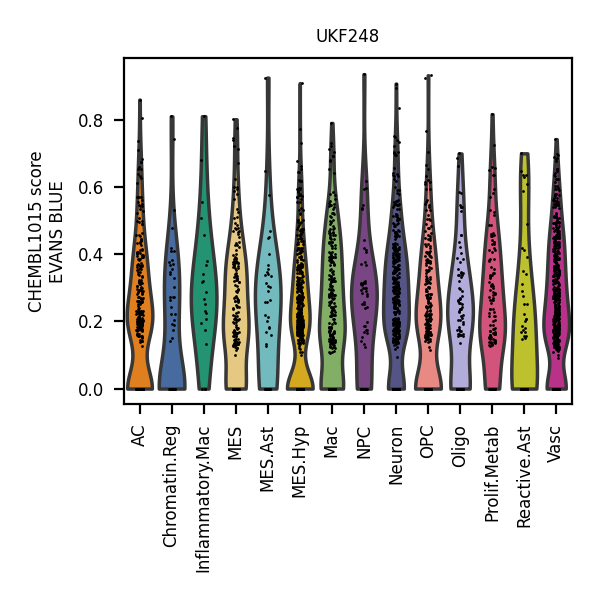 UKF248
CHEMBL1015 score
EVANS BLUE
0.8
0.6
0.4
0.2
0.0
AC
Chromatin.Reg
Inflammatory.Mac
MES
MES.Ast
MES.Hyp
Mac
NPC
Neuron
OPC
Oligo
Prolif.Metab
Reactive.Ast
Vasc